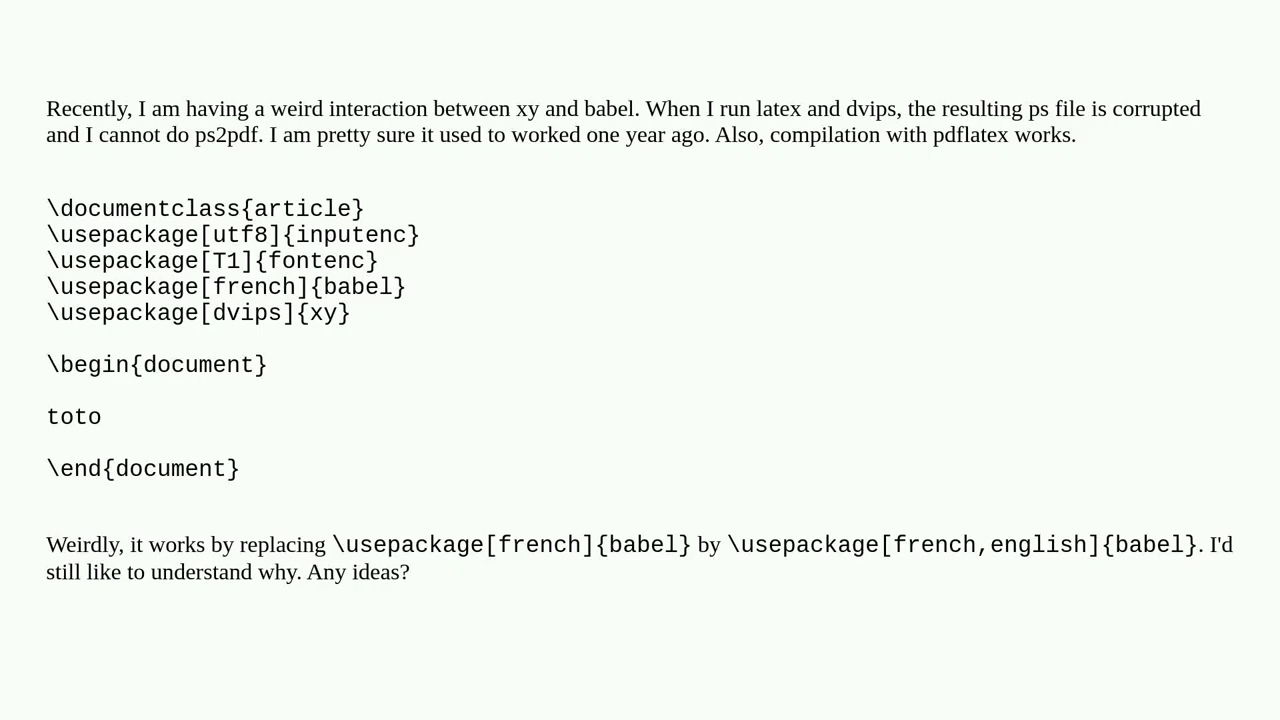 Recently, I am having a weird interaction between xy and babel. When I run latex and dvips, the resulting ps file is corrupted
and I cannot do ps2pdf. I am pretty sure it used to worked one year ago. Also, compilation with pdflatex works.
\documentclass{article}
\usepackage[utf8]{inputenc}
\usepackage[T1]{fontenc}
\usepackage[french]{babel}
\usepackage[dvips]{xy}
\begin{document}
toto
\end{document}
Weirdly, it works by replacing \usepackage[french]{babel} by \usepackage[french,english]{babel}. I'd
still like to understand why. Any ideas?